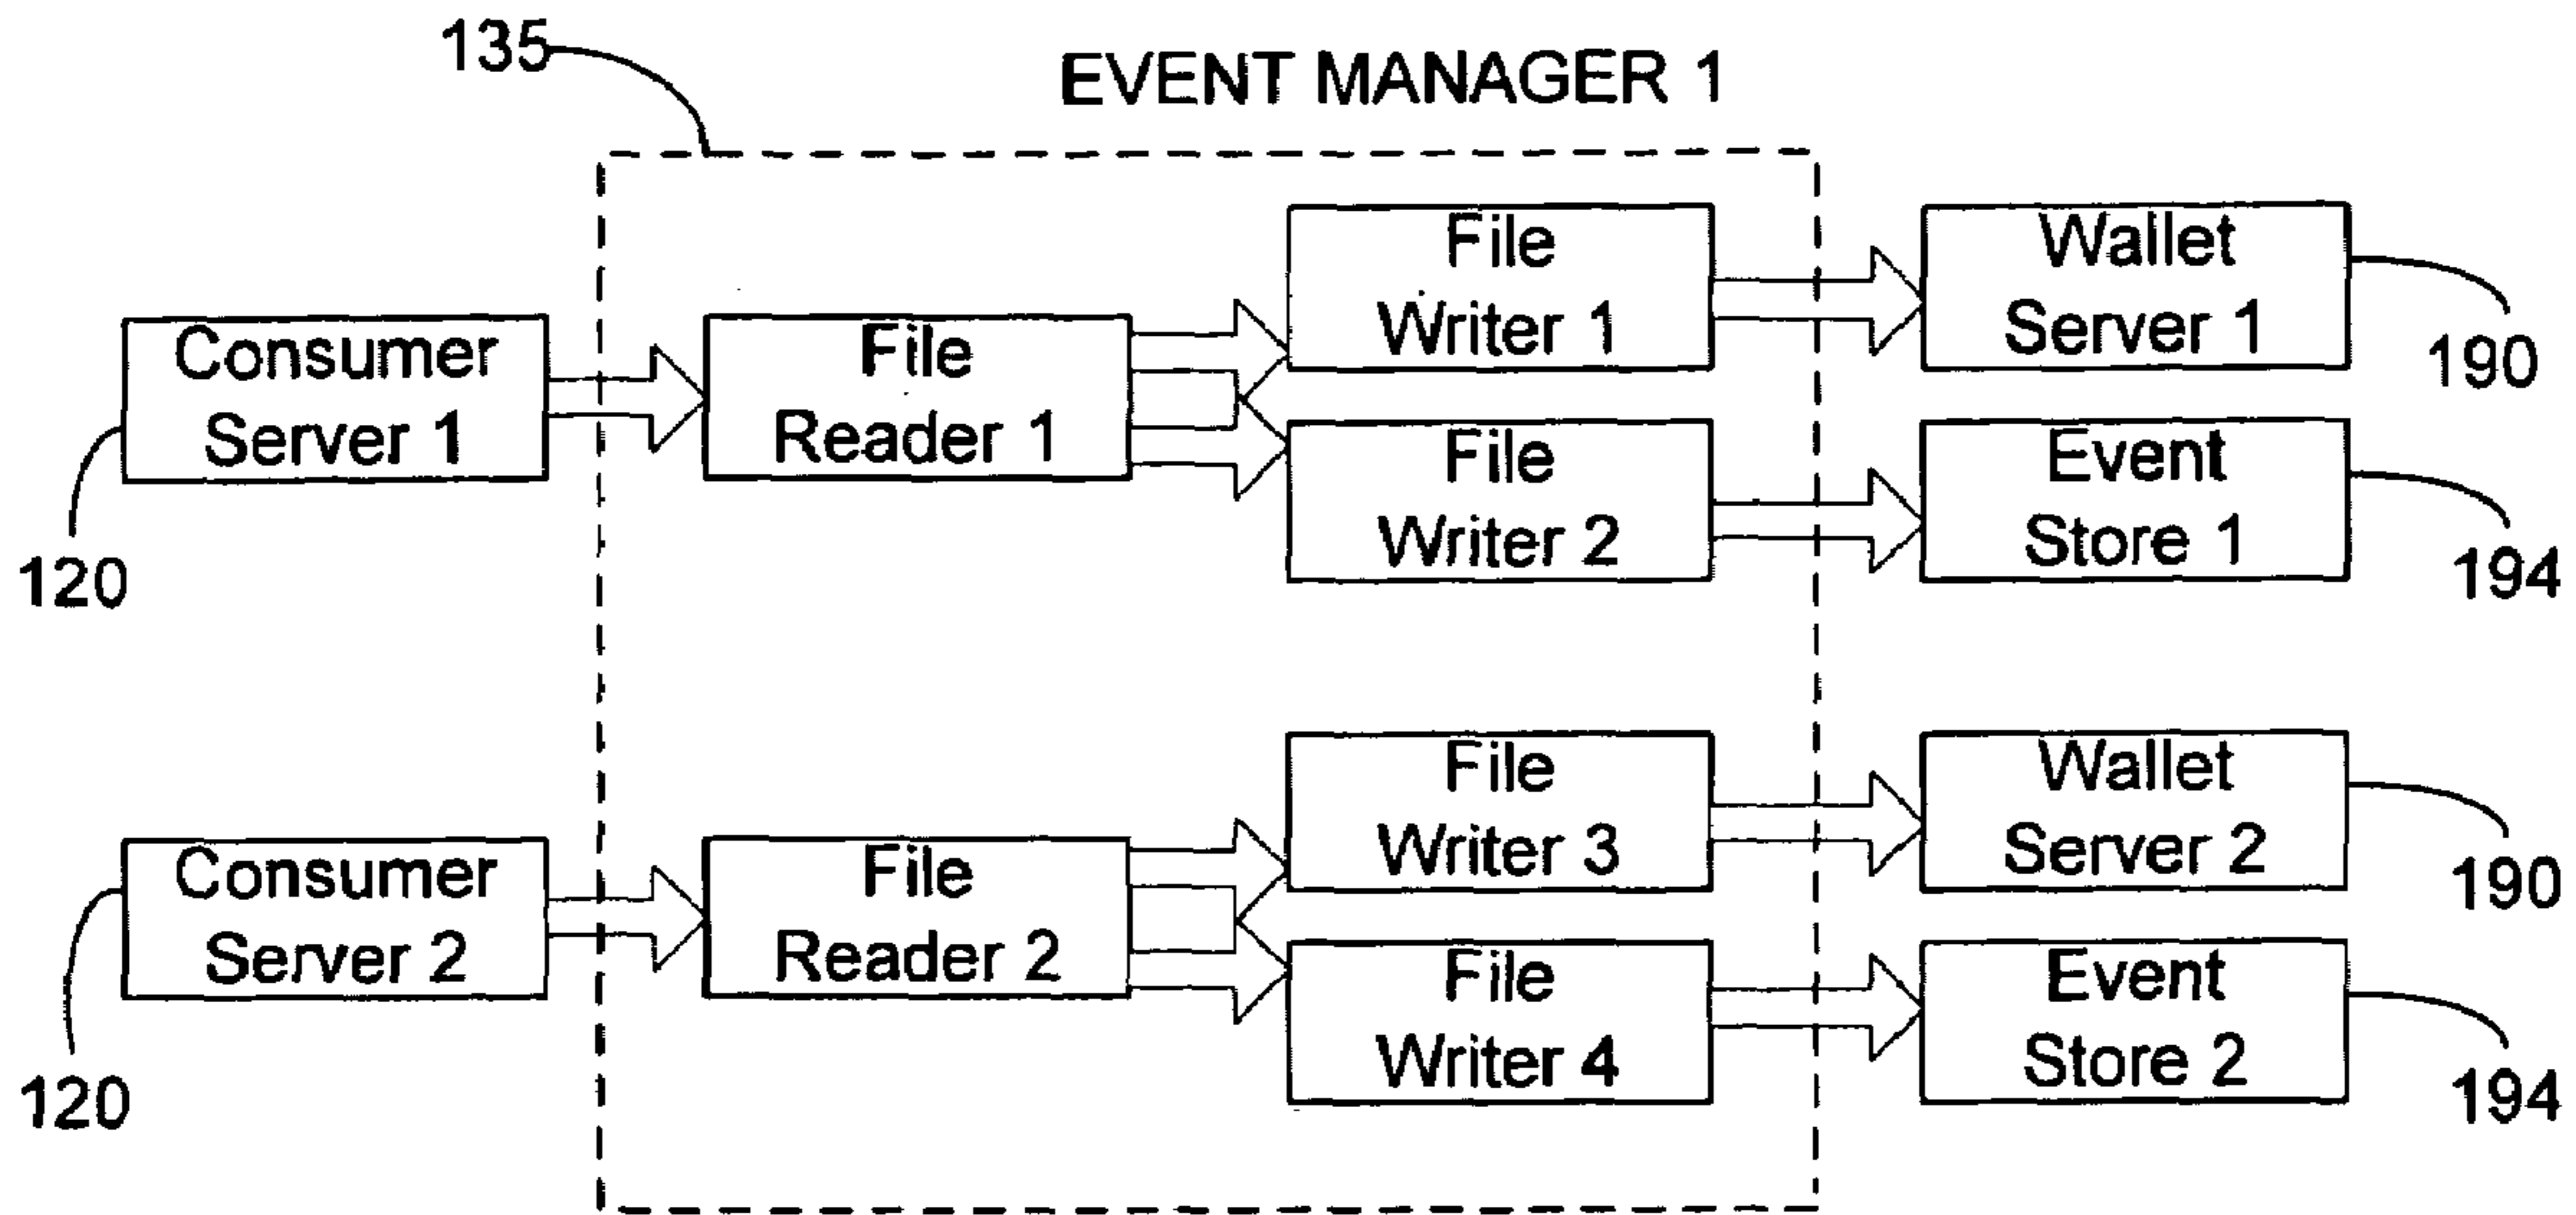 135
EVENT MANAGER 1
Consumer
Server 1
120
File
Reader 1
File
Writer 1
File
Writer 2
Wallet
Server 1
190
Event
Store 1
194
Consumer
Server 2
120
File
Reader 2
File
Writer 3
File
Writer 4
Wallet
Server 2
190
Event
Store 2
194